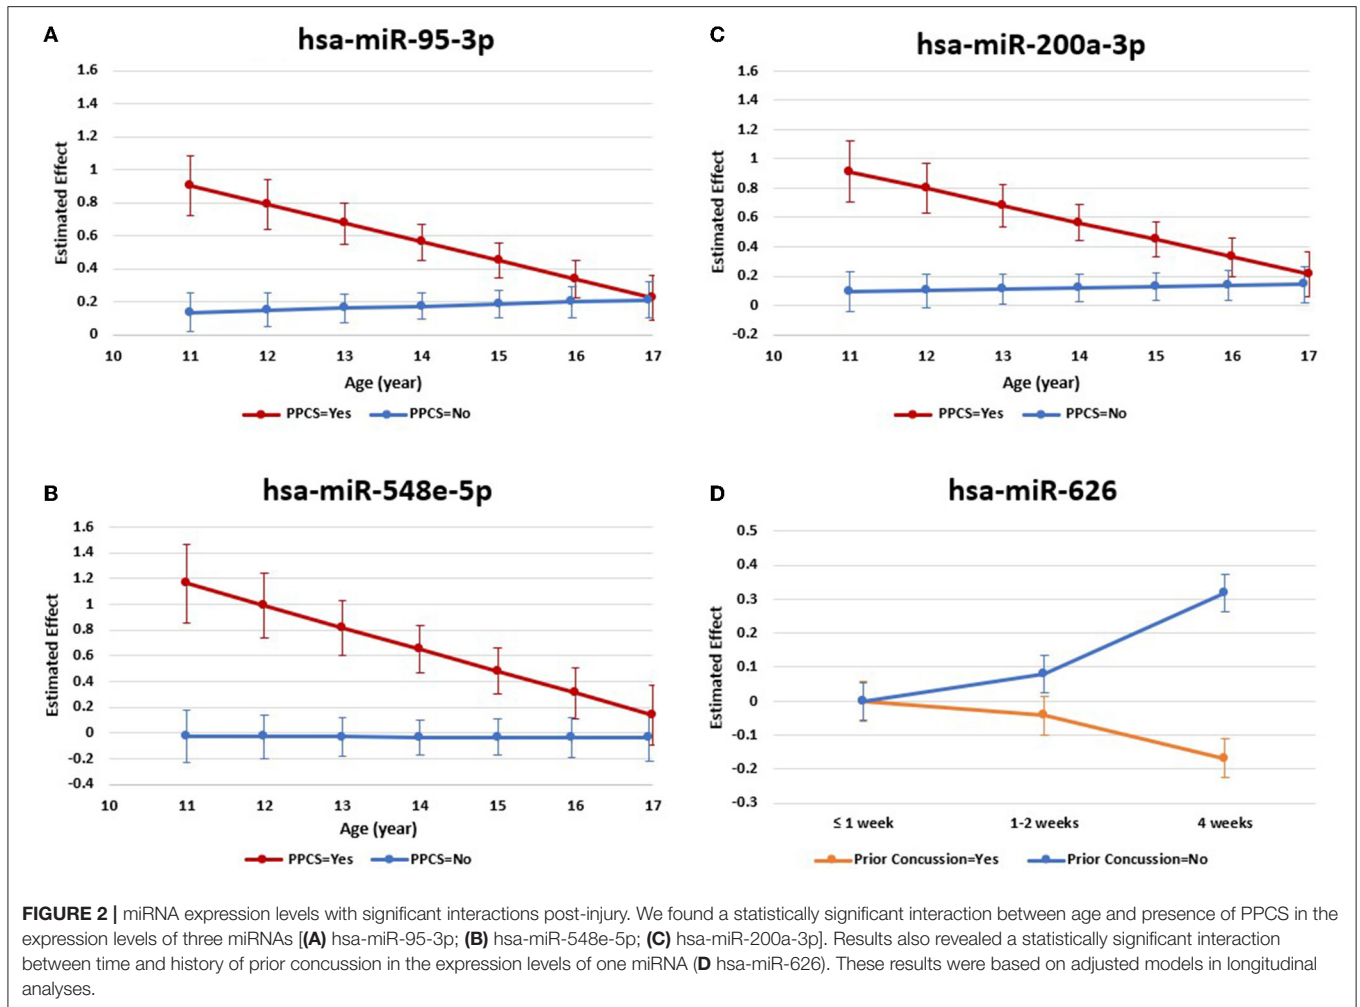 A
hsa-miR-95-3p
Estimated Effect
1.6
1.4
1.2
1
0.8
0.6
0.4
0.2
0
10 11 12 13 14 15 16 17
Age (year)
PPCS=Yes PPCS=No
C
hsa-miR-200a-3p
Estimated Effect
1.6
1.4
1.2
1
0.8
0.6
0.4
0.2
0
-0.2
10 11 12 13 14 15 16 17
Age (year)
PPCS=Yes PPCS=No
B
hsa-miR-548e-5p
Estimated Effect
1.6
1.4
1.2
1
0.8
0.6
0.4
0.2
0
-0.2
-0.4
10 11 12 13 14 15 16 17
Age (year)
PPCS=Yes PPCS=No
D
hsa-miR-626
Estimated Effect
0.5
0.4
0.3
0.2
0.1
0
-0.1
-0.2
-0.3
≤ 1 week 1-2 weeks 4 weeks
Prior Concussion=Yes Prior Concussion=No
FIGURE 2 | miRNA expression levels with significant interactions post-injury. We found a statistically significant interaction between age and presence of PPCS in the
expression levels of three miRNAs [(A) hsa-miR-95-3p; (B) hsa-miR-548e-5p; (C) hsa-miR-200a-3p]. Results also revealed a statistically significant interaction
between time and history of prior concussion in the expression levels of one miRNA (D hsa-miR-626). These results were based on adjusted models in longitudinal
analyses.